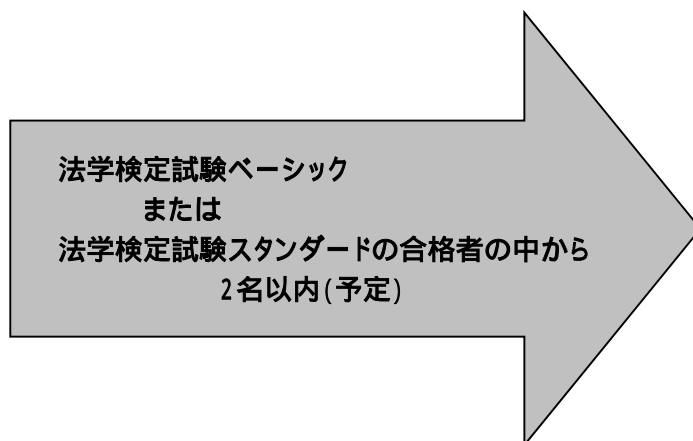 法学検定試験ベーシック
または
法学検定試験スタンダードの合格者の中から
2名以内(予定)